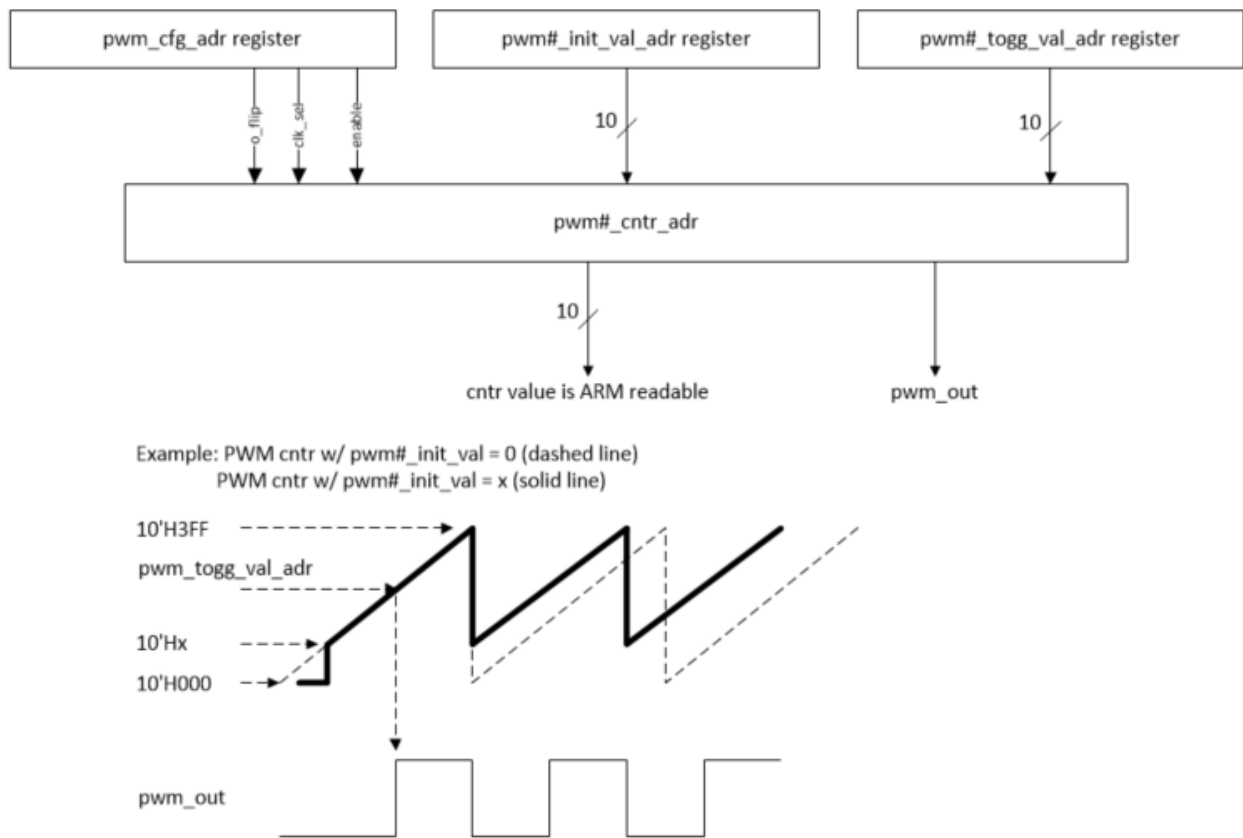 pwm_cfg_adr register
pwm#_init_val_adr register
pwm#_togg_val_adr register
o_flip
clk_sel
enable
10
10
pwm#_cntr_adr
10
cntr value is ARM readable
pwm_out
Example: PWM cntr w/ pwm#_init_val = 0 (dashed line)
PWM cntr w/ pwm#_init_val = x (solid line)
10'H3FF
pwm_togg_val_adr
10'Hx
10'H000
pwm_out